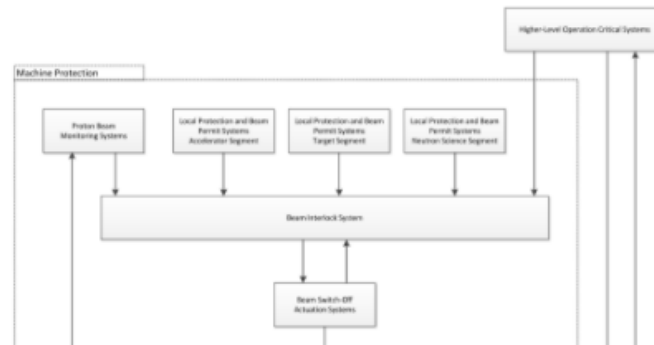 Higher-Level Operation Critical Systems
Machine Protection
Proton Beam
Monitoring Systems
Local Protection and Beam
Permit Systems
Accelerator Segment
Local Protection and Beam
Permit Systems
Target Segment
Local Protection and Beam
Permit Systems
Neutron Science Segment
Beam Interlock System
Beam Switch-Off
Actuation Systems